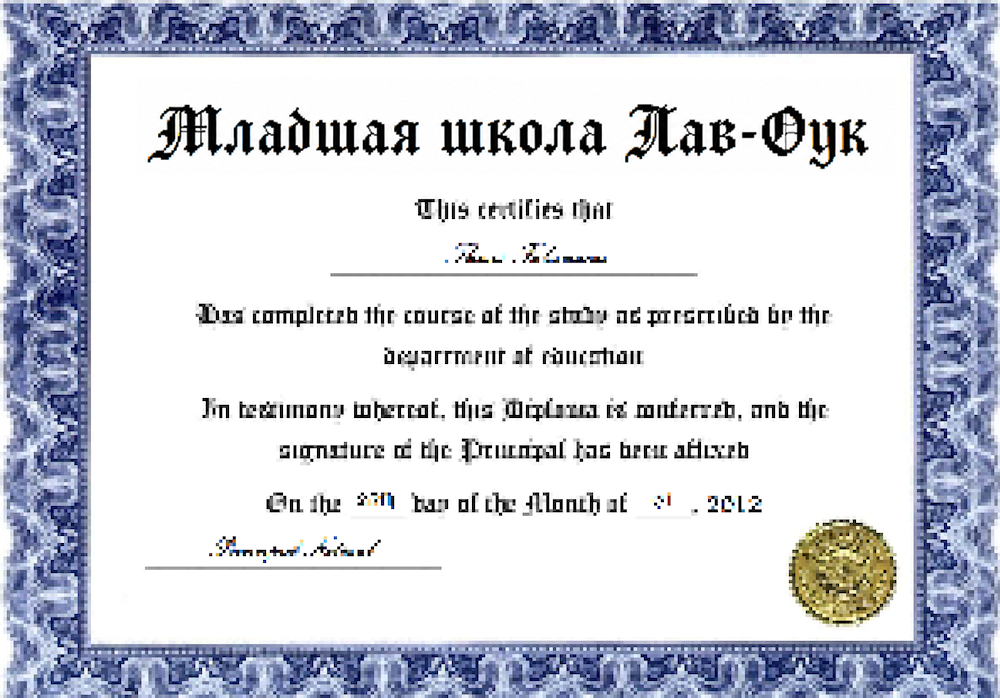 Младшая школа Лав-Оук
This certifies that
Has completed the course of the study as prescribed by the
department of education
In testimony whereof, this Diploma is conferred, and the
signature of the Principal has been affixed
On the day of the Month of , 2012